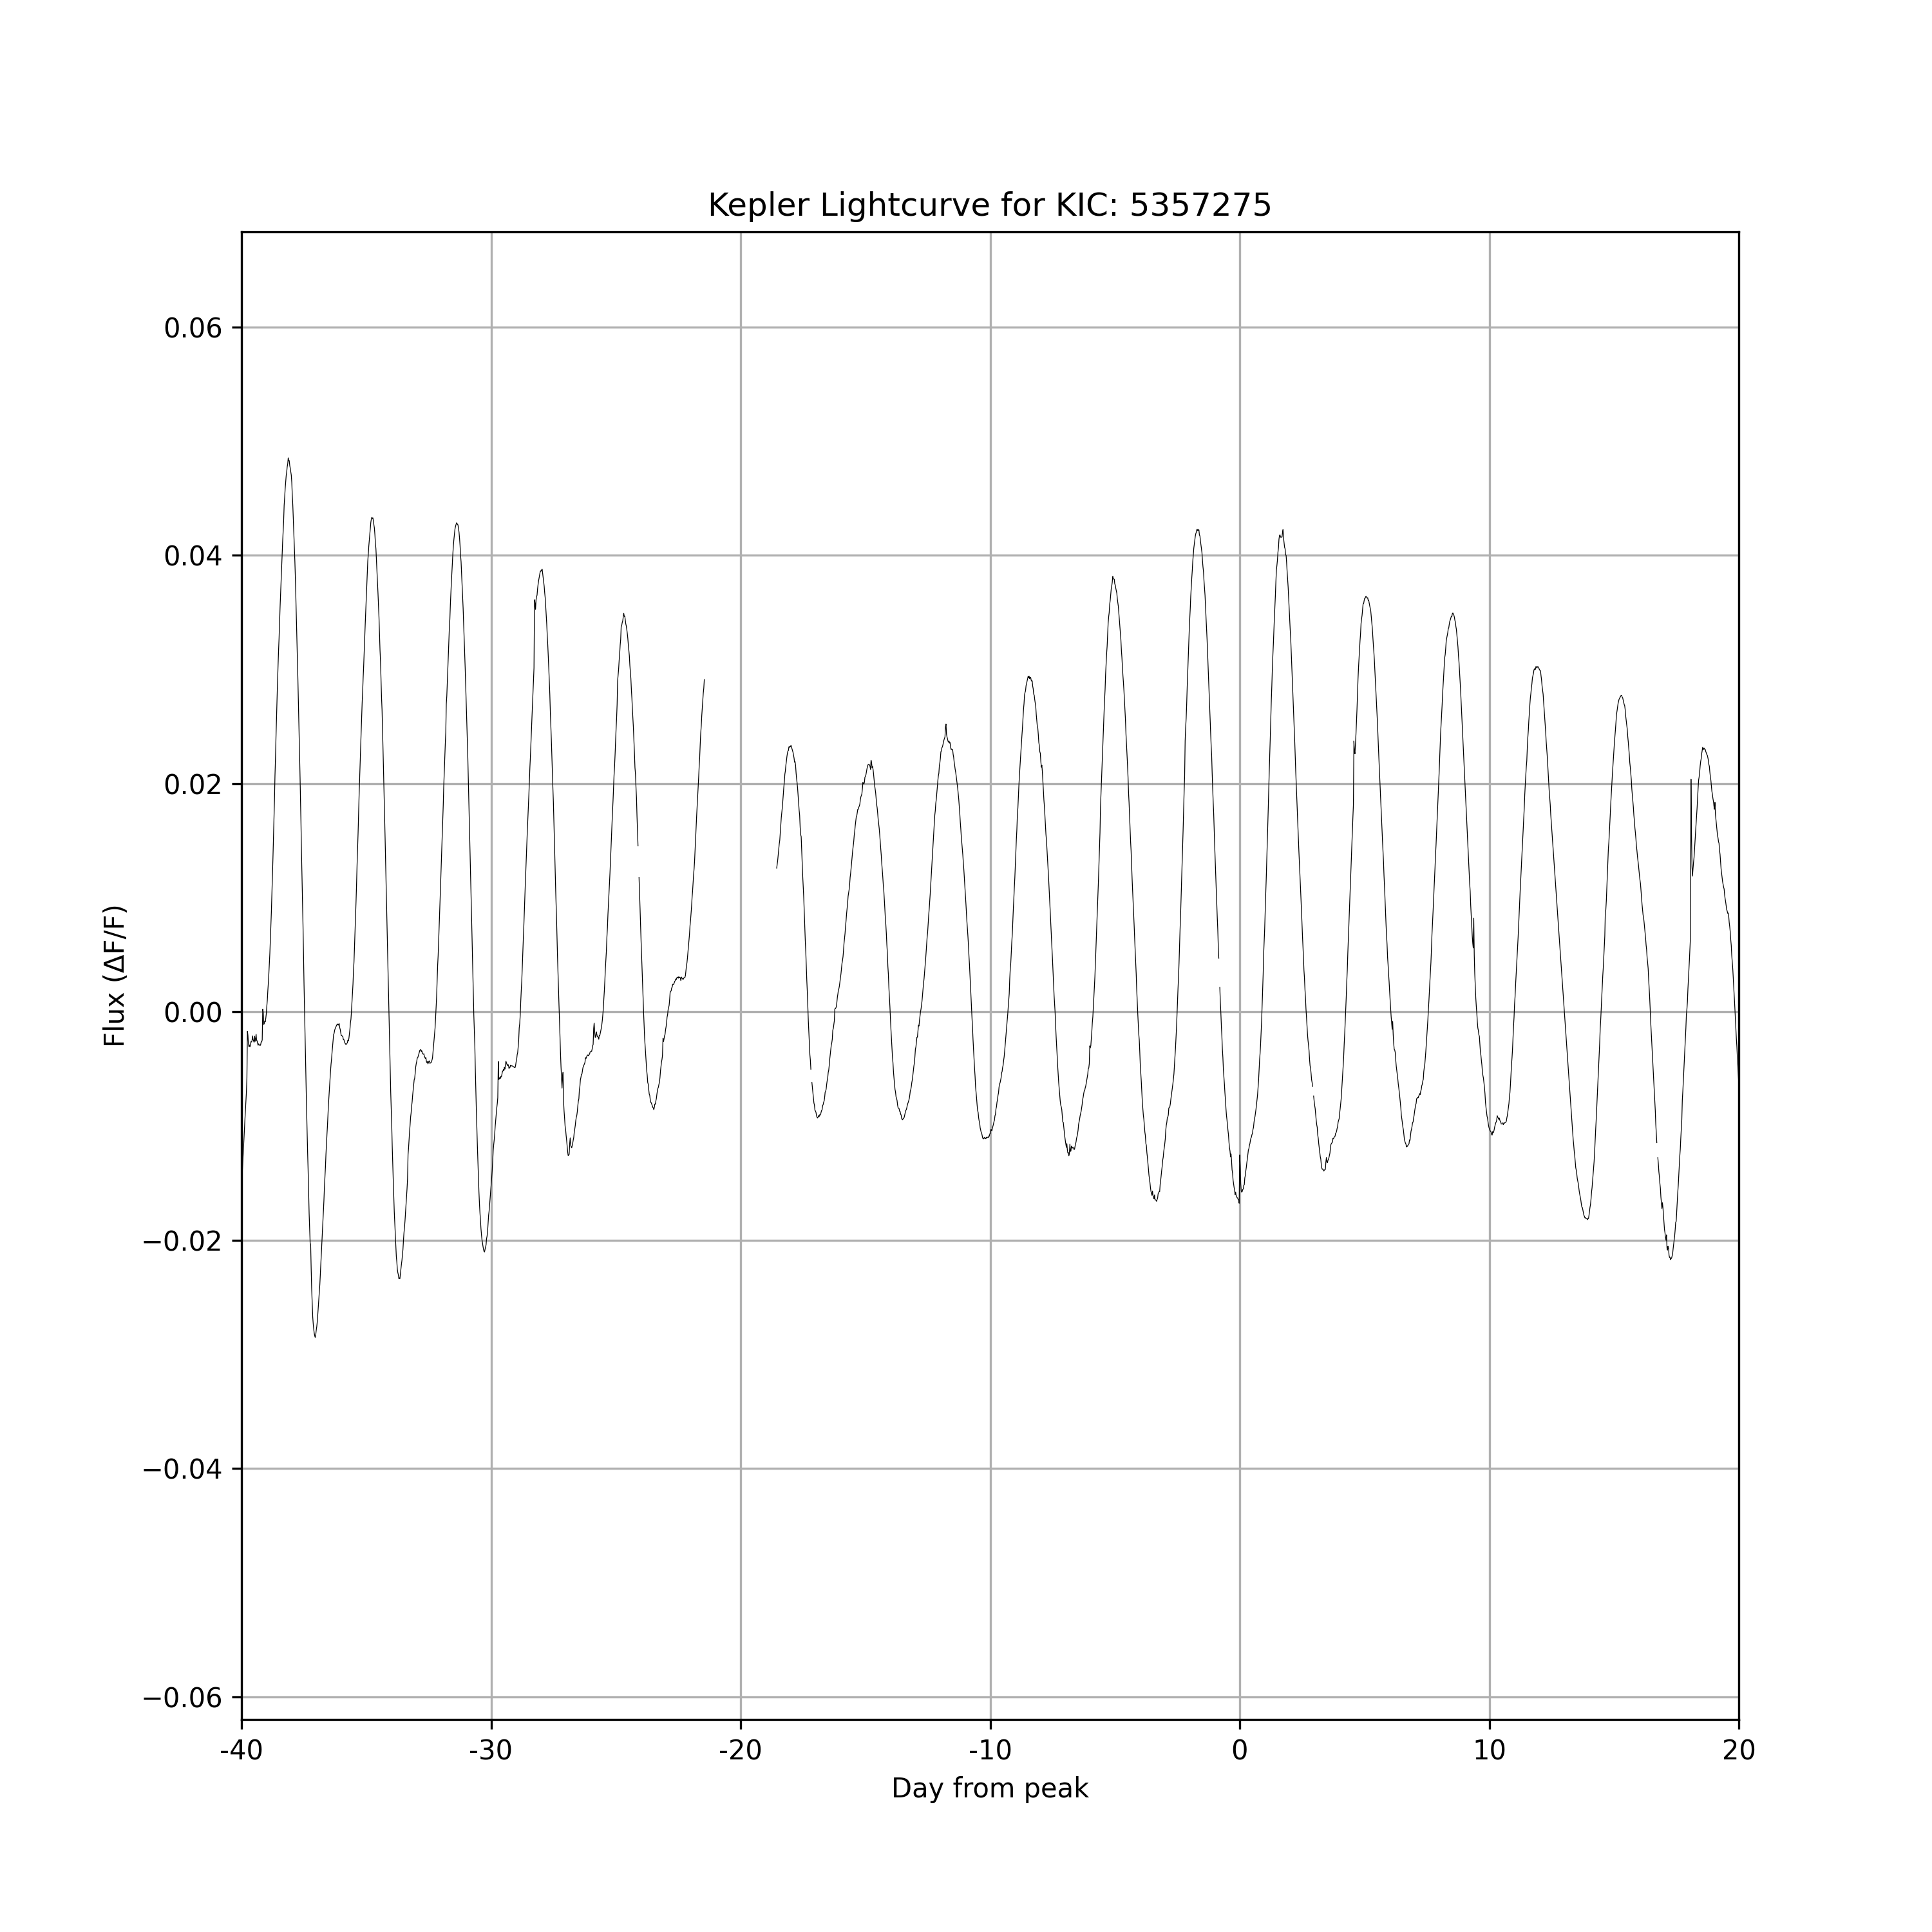 Kepler Lightcurve for KIC: 5357275
0.06
0.04
0.02
0.00
−0.02
−0.04
−0.06
Flux (ΔF/F)
-40 -30 -20 -10 0 10 20
Day from peak